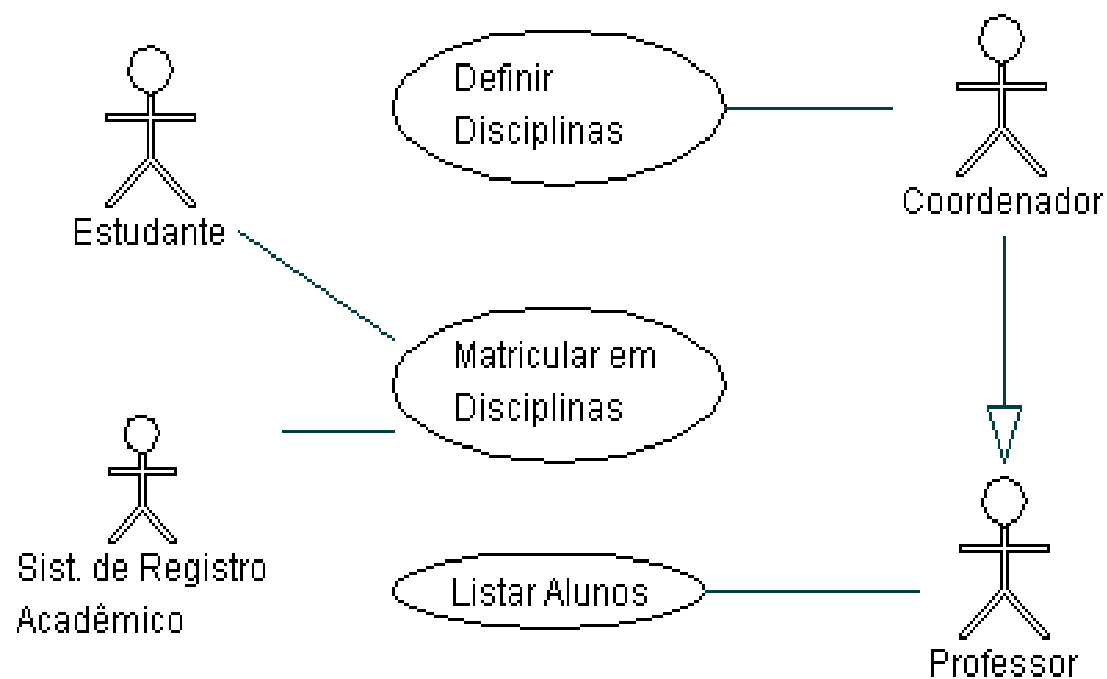 Definir
Disciplinas
Coordenador
Estudante
Matricular em
Disciplinas
Sist. de Registro
Acadêmico
Listar Alunos
Professor